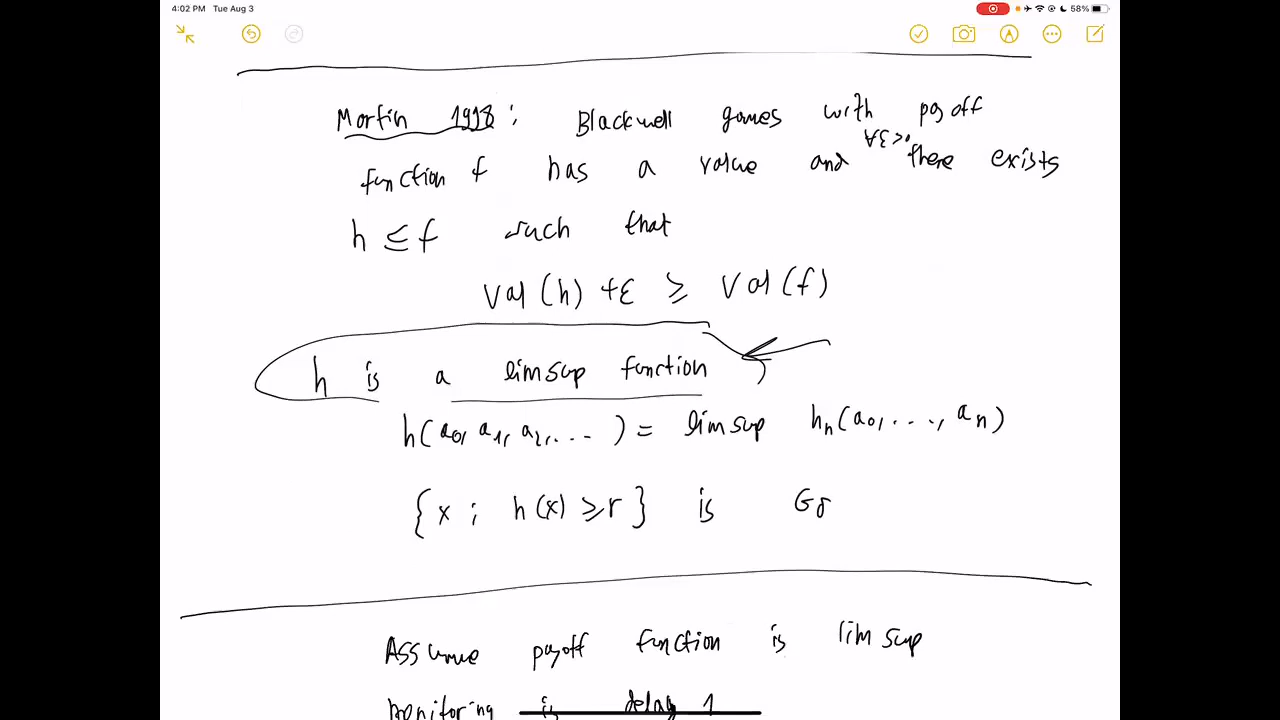 4:02 PM Tue Aug 3
58%
Martin 1998: Blackwell games with payoff
function f has a value and ∀ε>0 there exists
h ≤ f such that
val(h) + ε ≥ val(f)
h is a limsup function
h(a0, a1, a2, ...) = limsup hn(a0, ..., an)
{x ; h(x) ≥ r} is Gδ
Assume payoff function is limsup
monitoring is delay 1